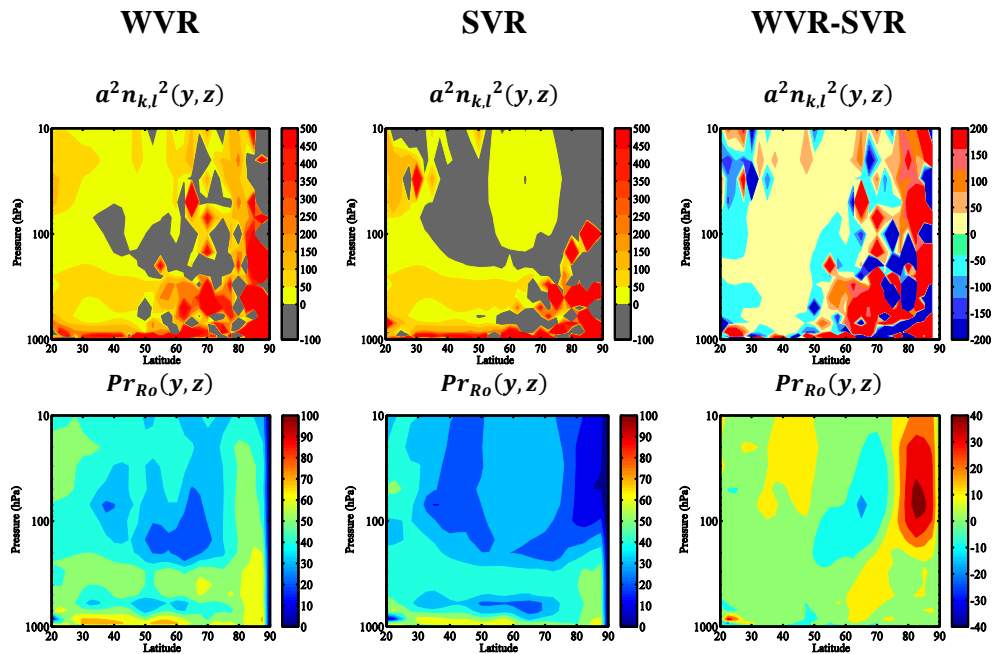 WVR SVR WVR-SVR
a²n_{k,l}²(y, z) a²n_{k,l}²(y, z) a²n_{k,l}²(y, z)
10 500 10 500 10 200
450 450 150
400 400
350 350 100
300 300 50
Pressure (hPa) 100 250 Pressure (hPa) 100 250 Pressure (hPa) 100 0
200 200 -50
150 150
100 100 -100
50 50 -150
0 0
1000 -100 1000 -100 1000 -200
20 30 40 50 60 70 80 90 20 30 40 50 60 70 80 90 20 30 40 50 60 70 80 90
Latitude Latitude Latitude
Pr_{Ro}(y, z) Pr_{Ro}(y, z) Pr_{Ro}(y, z)
10 100 10 100 10 40
90 90 30
80 80
70 70 20
60 60 10
Pressure (hPa) 100 50 Pressure (hPa) 100 50 Pressure (hPa) 100 0
40 40 -10
30 30
20 20 -20
10 10 -30
1000 0 1000 0 1000 -40
20 30 40 50 60 70 80 90 20 30 40 50 60 70 80 90 20 30 40 50 60 70 80 90
Latitude Latitude Latitude